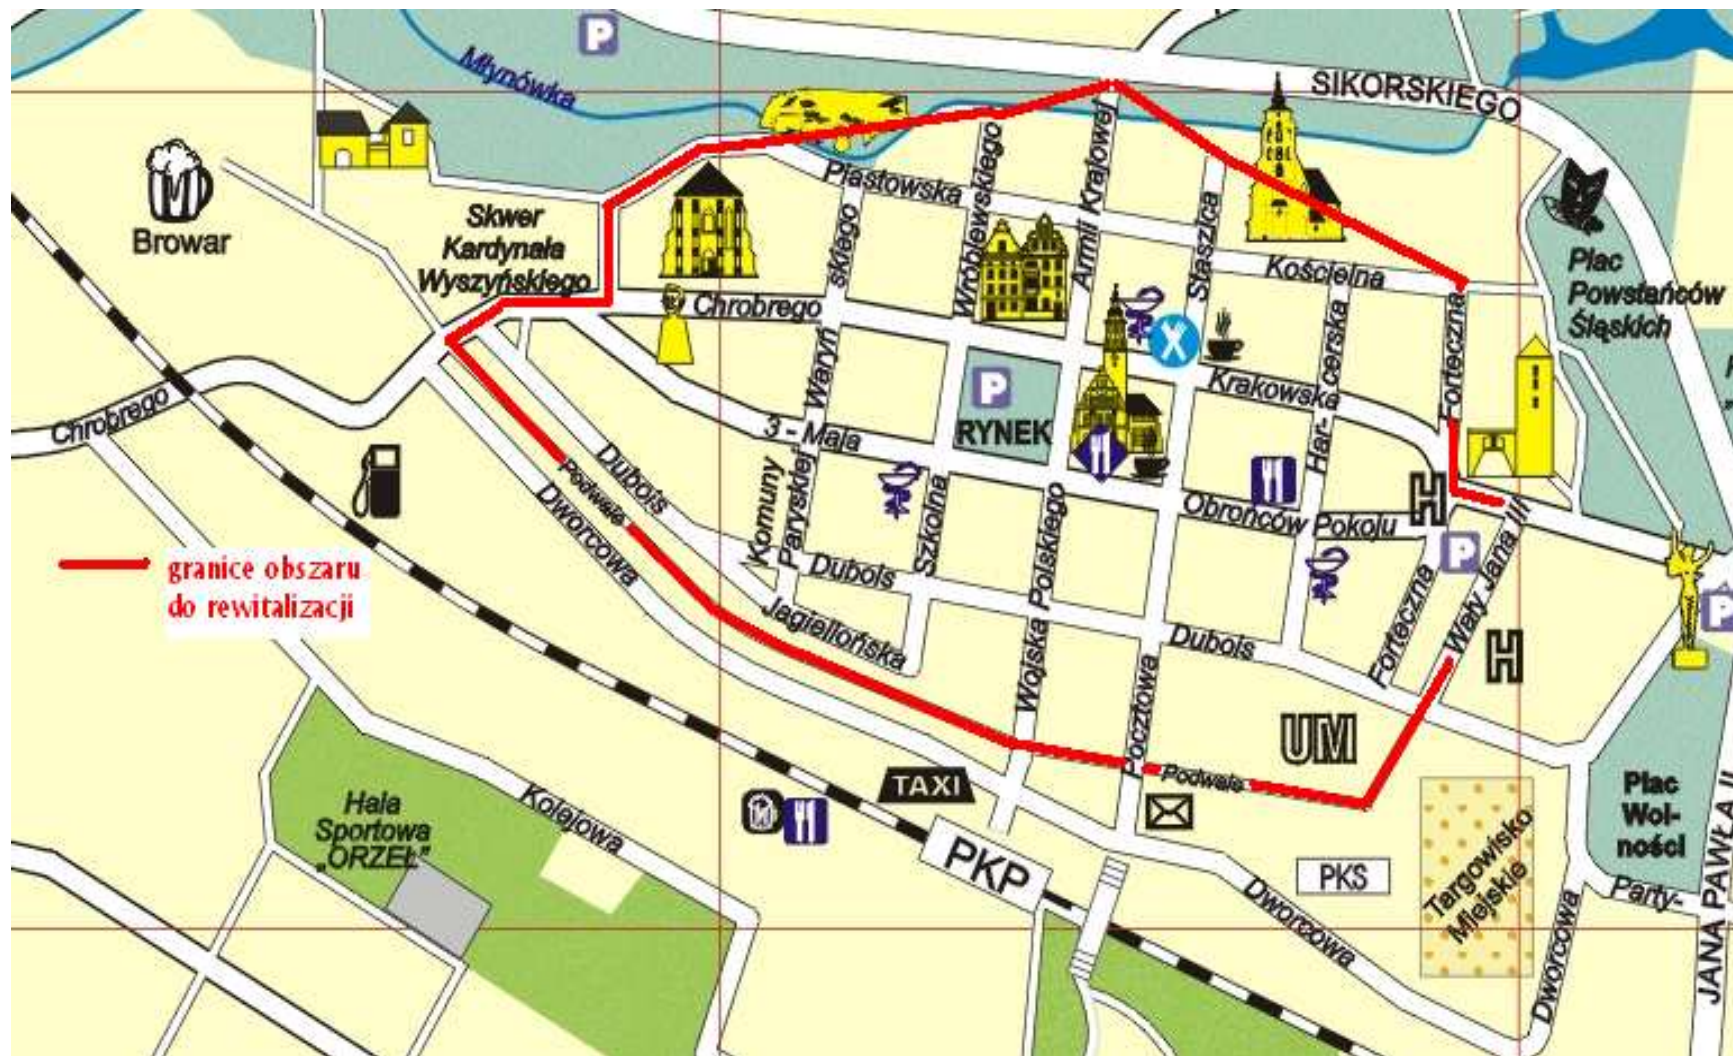 P
Młynówka
SIKORSKIEGO
Browar
Skwer
Kardynała
Wyszyńskiego
Piastowska
Wróblewskiego
Armii Krajowej
Staszica
Kościelna
Plac
Powstańców
Śląskich
Chrobrego
skiego
Waryń
Forteczna
Krakowska
Har-
cerska
P
RYNEK
Chrobrego
3 - Maja
Komuny
Paryskiej
Szkolna
Wojska Polskiego
Obrońców Pokoju
H
P
Wały Jana III
Podwale
Dubois
Dworcowa
Dubois
Jagiellońska
Dubois
Forteczna
H
P
granice obszaru
do rewitalizacji
Pocztowa
Podwale
UM
TAXI
PKP
PKS
Hala
Sportowa
„ORZEŁ”
Kolejowa
Targowisko
Miejskie
Dworcowa
Dworcowa
Plac
Wol-
ności
Party-
JANA PAWŁA II